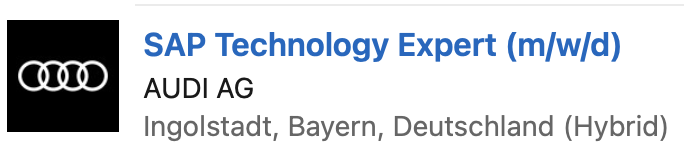 SAP Technology Expert (m/w/d)
AUDI AG
Ingolstadt, Bayern, Deutschland (Hybrid)